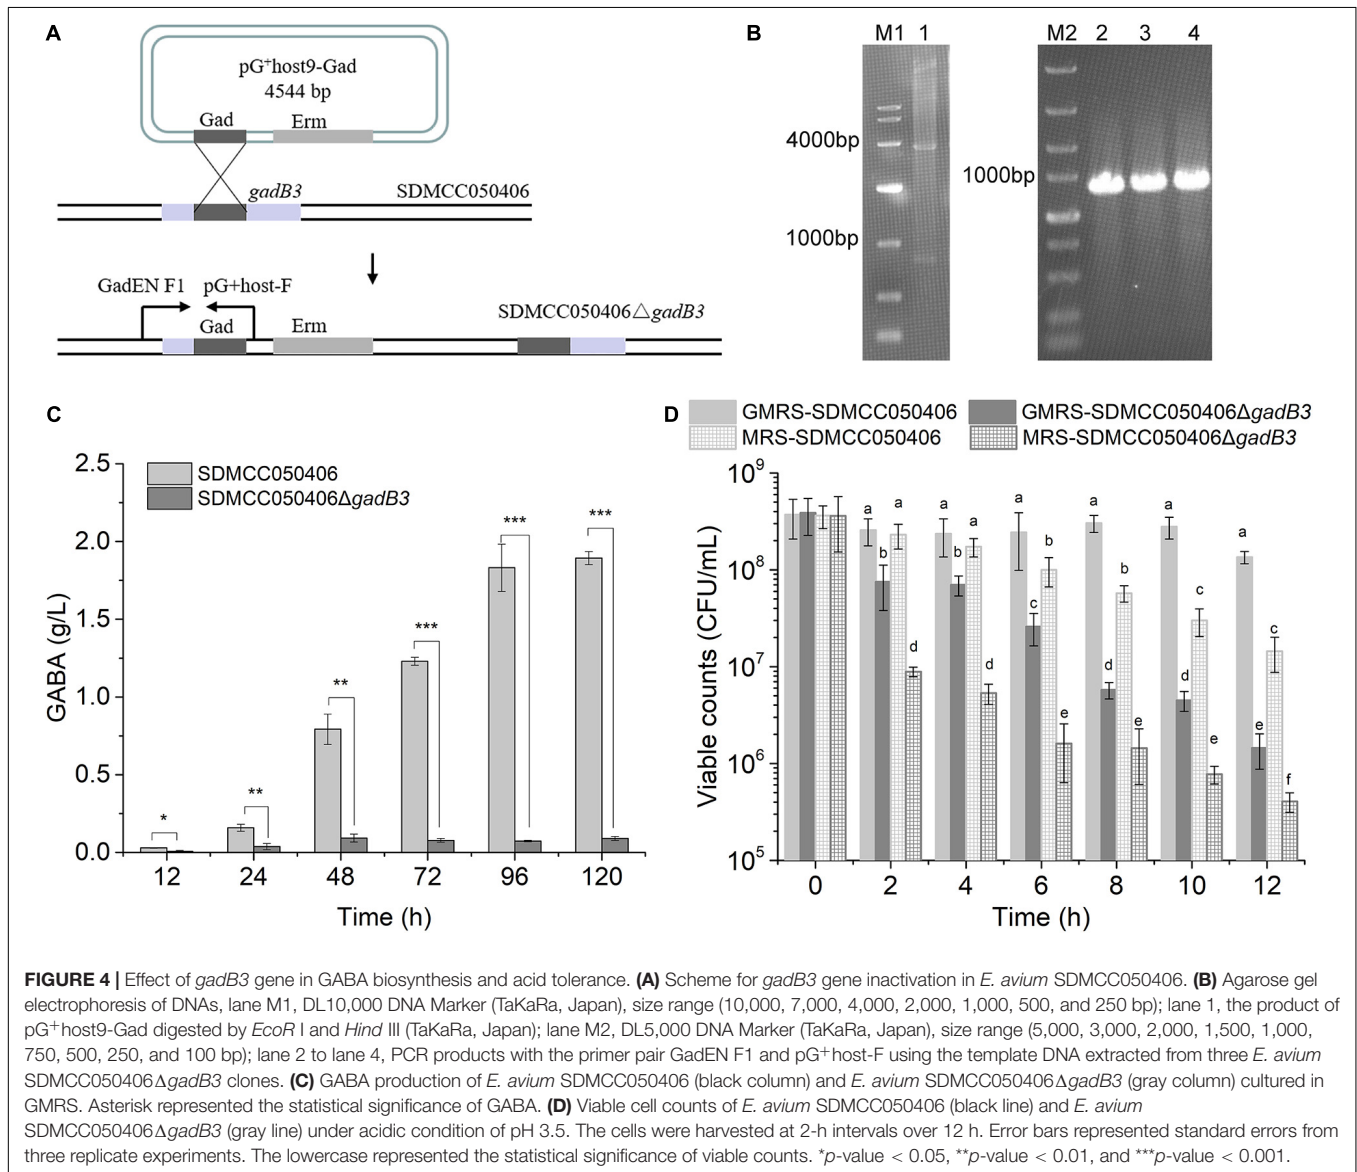 A
pG+host9-Gad
4544 bp
Gad
Erm
gadB3
SDMCC050406
GadEN F1
pG+host-F
Gad
Erm
SDMCC050406△gadB3
B
M1 1
M2 2 3 4
4000bp
1000bp
1000bp
C
SDMCC050406
SDMCC050406ΔgadB3
GABA (g/L)
2.5
2.0
1.5
1.0
0.5
0.0
*
**
**
***
***
***
12 24 48 72 96 120
Time (h)
D
GMRS-SDMCC050406
GMRS-SDMCC050406ΔgadB3
MRS-SDMCC050406
MRS-SDMCC050406ΔgadB3
Viable counts (CFU/mL)
10⁹
10⁸
10⁷
10⁶
10⁵
a b a d
a b a d
a c b e
a d b e
a d c e
a e c f
0 2 4 6 8 10 12
Time (h)
FIGURE 4 | Effect of gadB3 gene in GABA biosynthesis and acid tolerance. (A) Scheme for gadB3 gene inactivation in E. avium SDMCC050406. (B) Agarose gel
electrophoresis of DNAs, lane M1, DL10,000 DNA Marker (TaKaRa, Japan), size range (10,000, 7,000, 4,000, 2,000, 1,000, 500, and 250 bp); lane 1, the product of
pG+host9-Gad digested by EcoR I and Hind III (TaKaRa, Japan); lane M2, DL5,000 DNA Marker (TaKaRa, Japan), size range (5,000, 3,000, 2,000, 1,500, 1,000,
750, 500, 250, and 100 bp); lane 2 to lane 4, PCR products with the primer pair GadEN F1 and pG+host-F using the template DNA extracted from three E. avium
SDMCC050406ΔgadB3 clones. (C) GABA production of E. avium SDMCC050406 (black column) and E. avium SDMCC050406ΔgadB3 (gray column) cultured in
GMRS. Asterisk represented the statistical significance of GABA. (D) Viable cell counts of E. avium SDMCC050406 (black line) and E. avium
SDMCC050406ΔgadB3 (gray line) under acidic condition of pH 3.5. The cells were harvested at 2-h intervals over 12 h. Error bars represented standard errors from
three replicate experiments. The lowercase represented the statistical significance of viable counts. *p-value < 0.05, **p-value < 0.01, and ***p-value < 0.001.